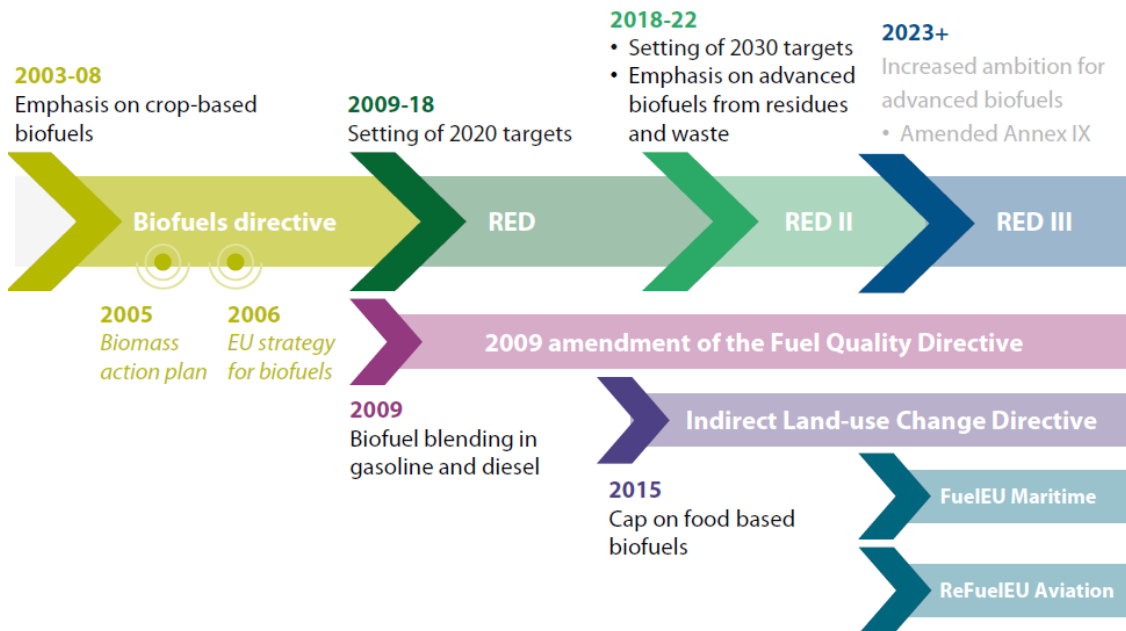 2003-08
Emphasis on crop-based
biofuels
2009-18
Setting of 2020 targets
2018-22
• Setting of 2030 targets
• Emphasis on advanced
biofuels from residues
and waste
2023+
Increased ambition for
advanced biofuels
• Amended Annex IX
Biofuels directive
RED
RED II
RED III
2005
Biomass
action plan
2006
EU strategy
for biofuels
2009 amendment of the Fuel Quality Directive
2009
Biofuel blending in
gasoline and diesel
Indirect Land-use Change Directive
2015
Cap on food based
biofuels
FuelEU Maritime
ReFuelEU Aviation